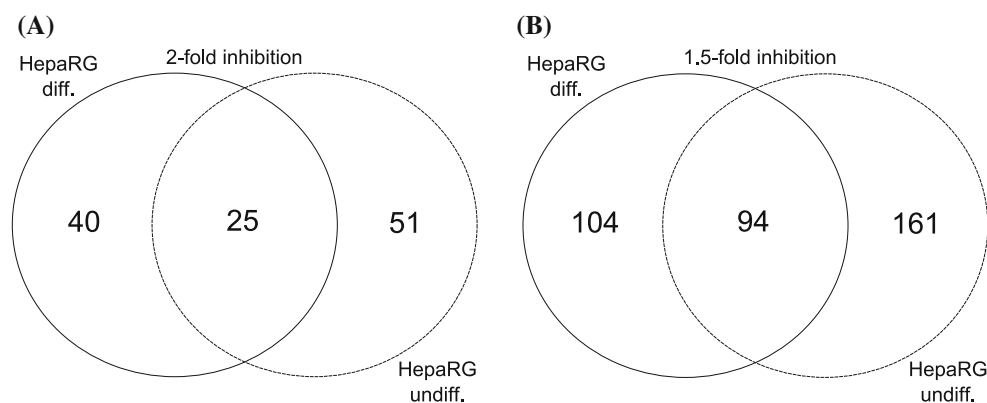 (A)
2-fold inhibition
HepaRG
diff.
40
25
51
HepaRG
undiff.
(B)
1.5-fold inhibition
HepaRG
diff.
104
94
161
HepaRG
undiff.